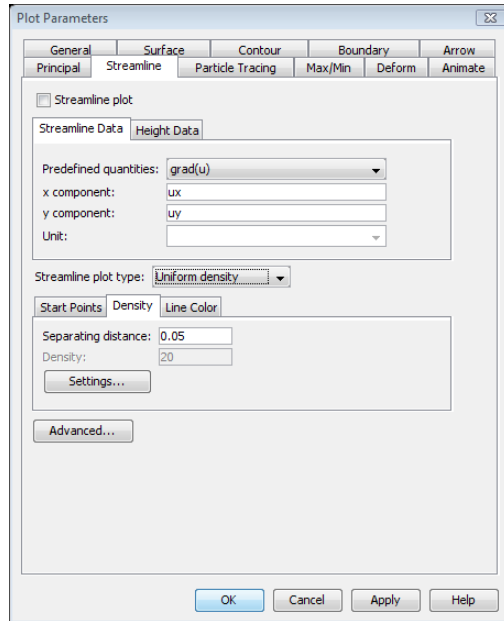 Plot Parameters
General Surface Contour Boundary Arrow
Principal Streamline Particle Tracing Max/Min Deform Animate
Streamline plot
Streamline Data Height Data
Predefined quantities: grad(u)
x component: ux
y component: uy
Unit:
Streamline plot type: Uniform density
Start Points Density Line Color
Separating distance: 0.05
Density: 20
Settings...
Advanced...
OK Cancel Apply Help